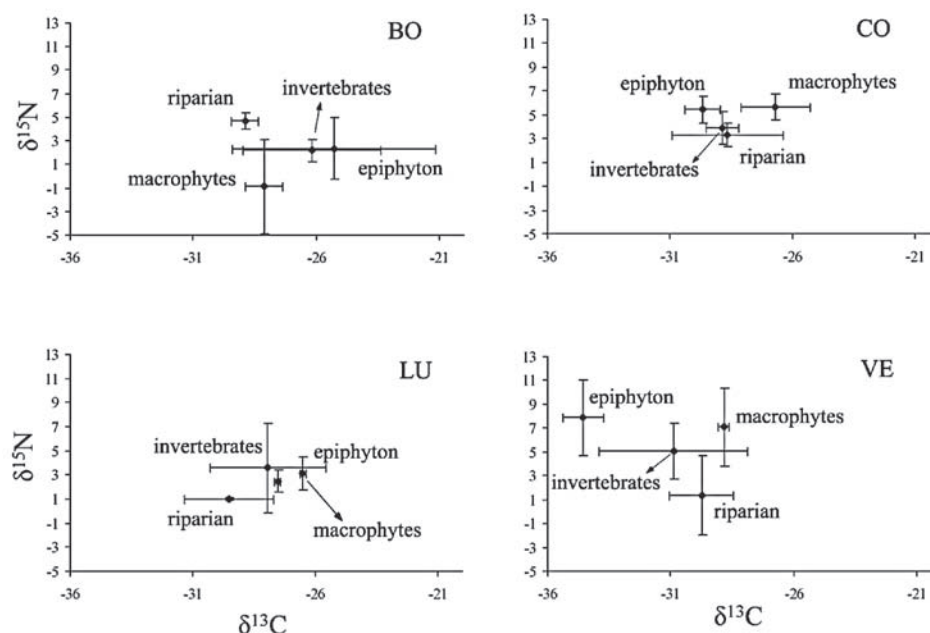 BO
13
11
9
7
5
3
1
-1
-3
-5
δ¹⁵N
riparian
invertebrates
macrophytes
epiphyton
-36
-31
-26
-21
CO
13
11
9
7
5
3
1
-1
-3
-5
epiphyton
macrophytes
invertebrates
riparian
-36
-31
-26
-21
LU
13
11
9
7
5
3
1
-1
-3
-5
δ¹⁵N
invertebrates
epiphyton
riparian
macrophytes
-36
-31
-26
-21
δ¹³C
VE
13
11
9
7
5
3
1
-1
-3
-5
epiphyton
macrophytes
invertebrates
riparian
-36
-31
-26
-21
δ¹³C